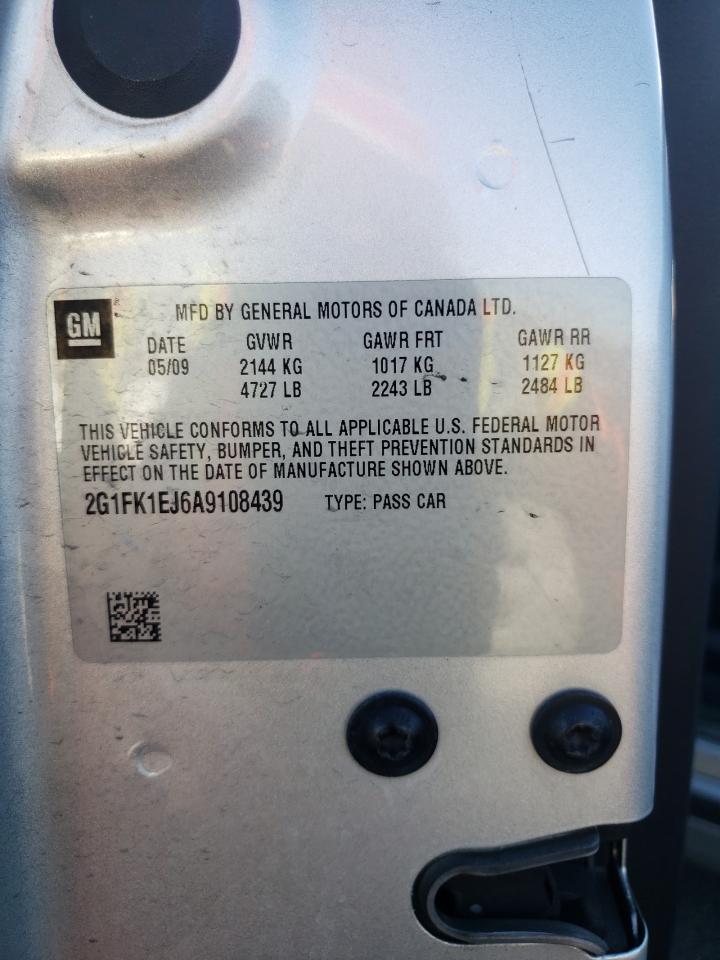 GM
MFD BY GENERAL MOTORS OF CANADA LTD.
DATE GVWR GAWR FRT GAWR RR
05/09 2144 KG 1017 KG 1127 KG
4727 LB 2243 LB 2484 LB
THIS VEHICLE CONFORMS TO ALL APPLICABLE U.S. FEDERAL MOTOR
VEHICLE SAFETY, BUMPER, AND THEFT PREVENTION STANDARDS IN
EFFECT ON THE DATE OF MANUFACTURE SHOWN ABOVE.
2G1FK1EJ6A9108439 TYPE: PASS CAR